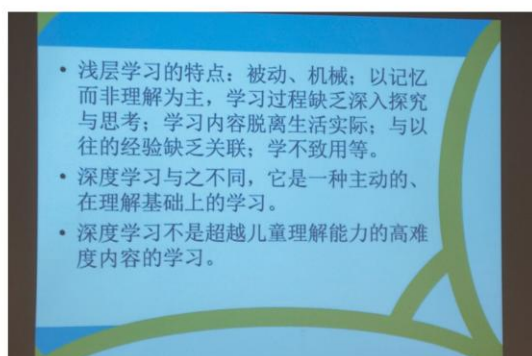 • 浅层学习的特点：被动、机械；以记忆
而非理解为主，学习过程缺乏深入探究
与思考；学习内容脱离生活实际；与以
往的经验缺乏关联；学不致用等。
• 深度学习与之不同，它是一种主动的、
在理解基础上的学习。
• 深度学习不是超越儿童理解能力的高难
度内容的学习。